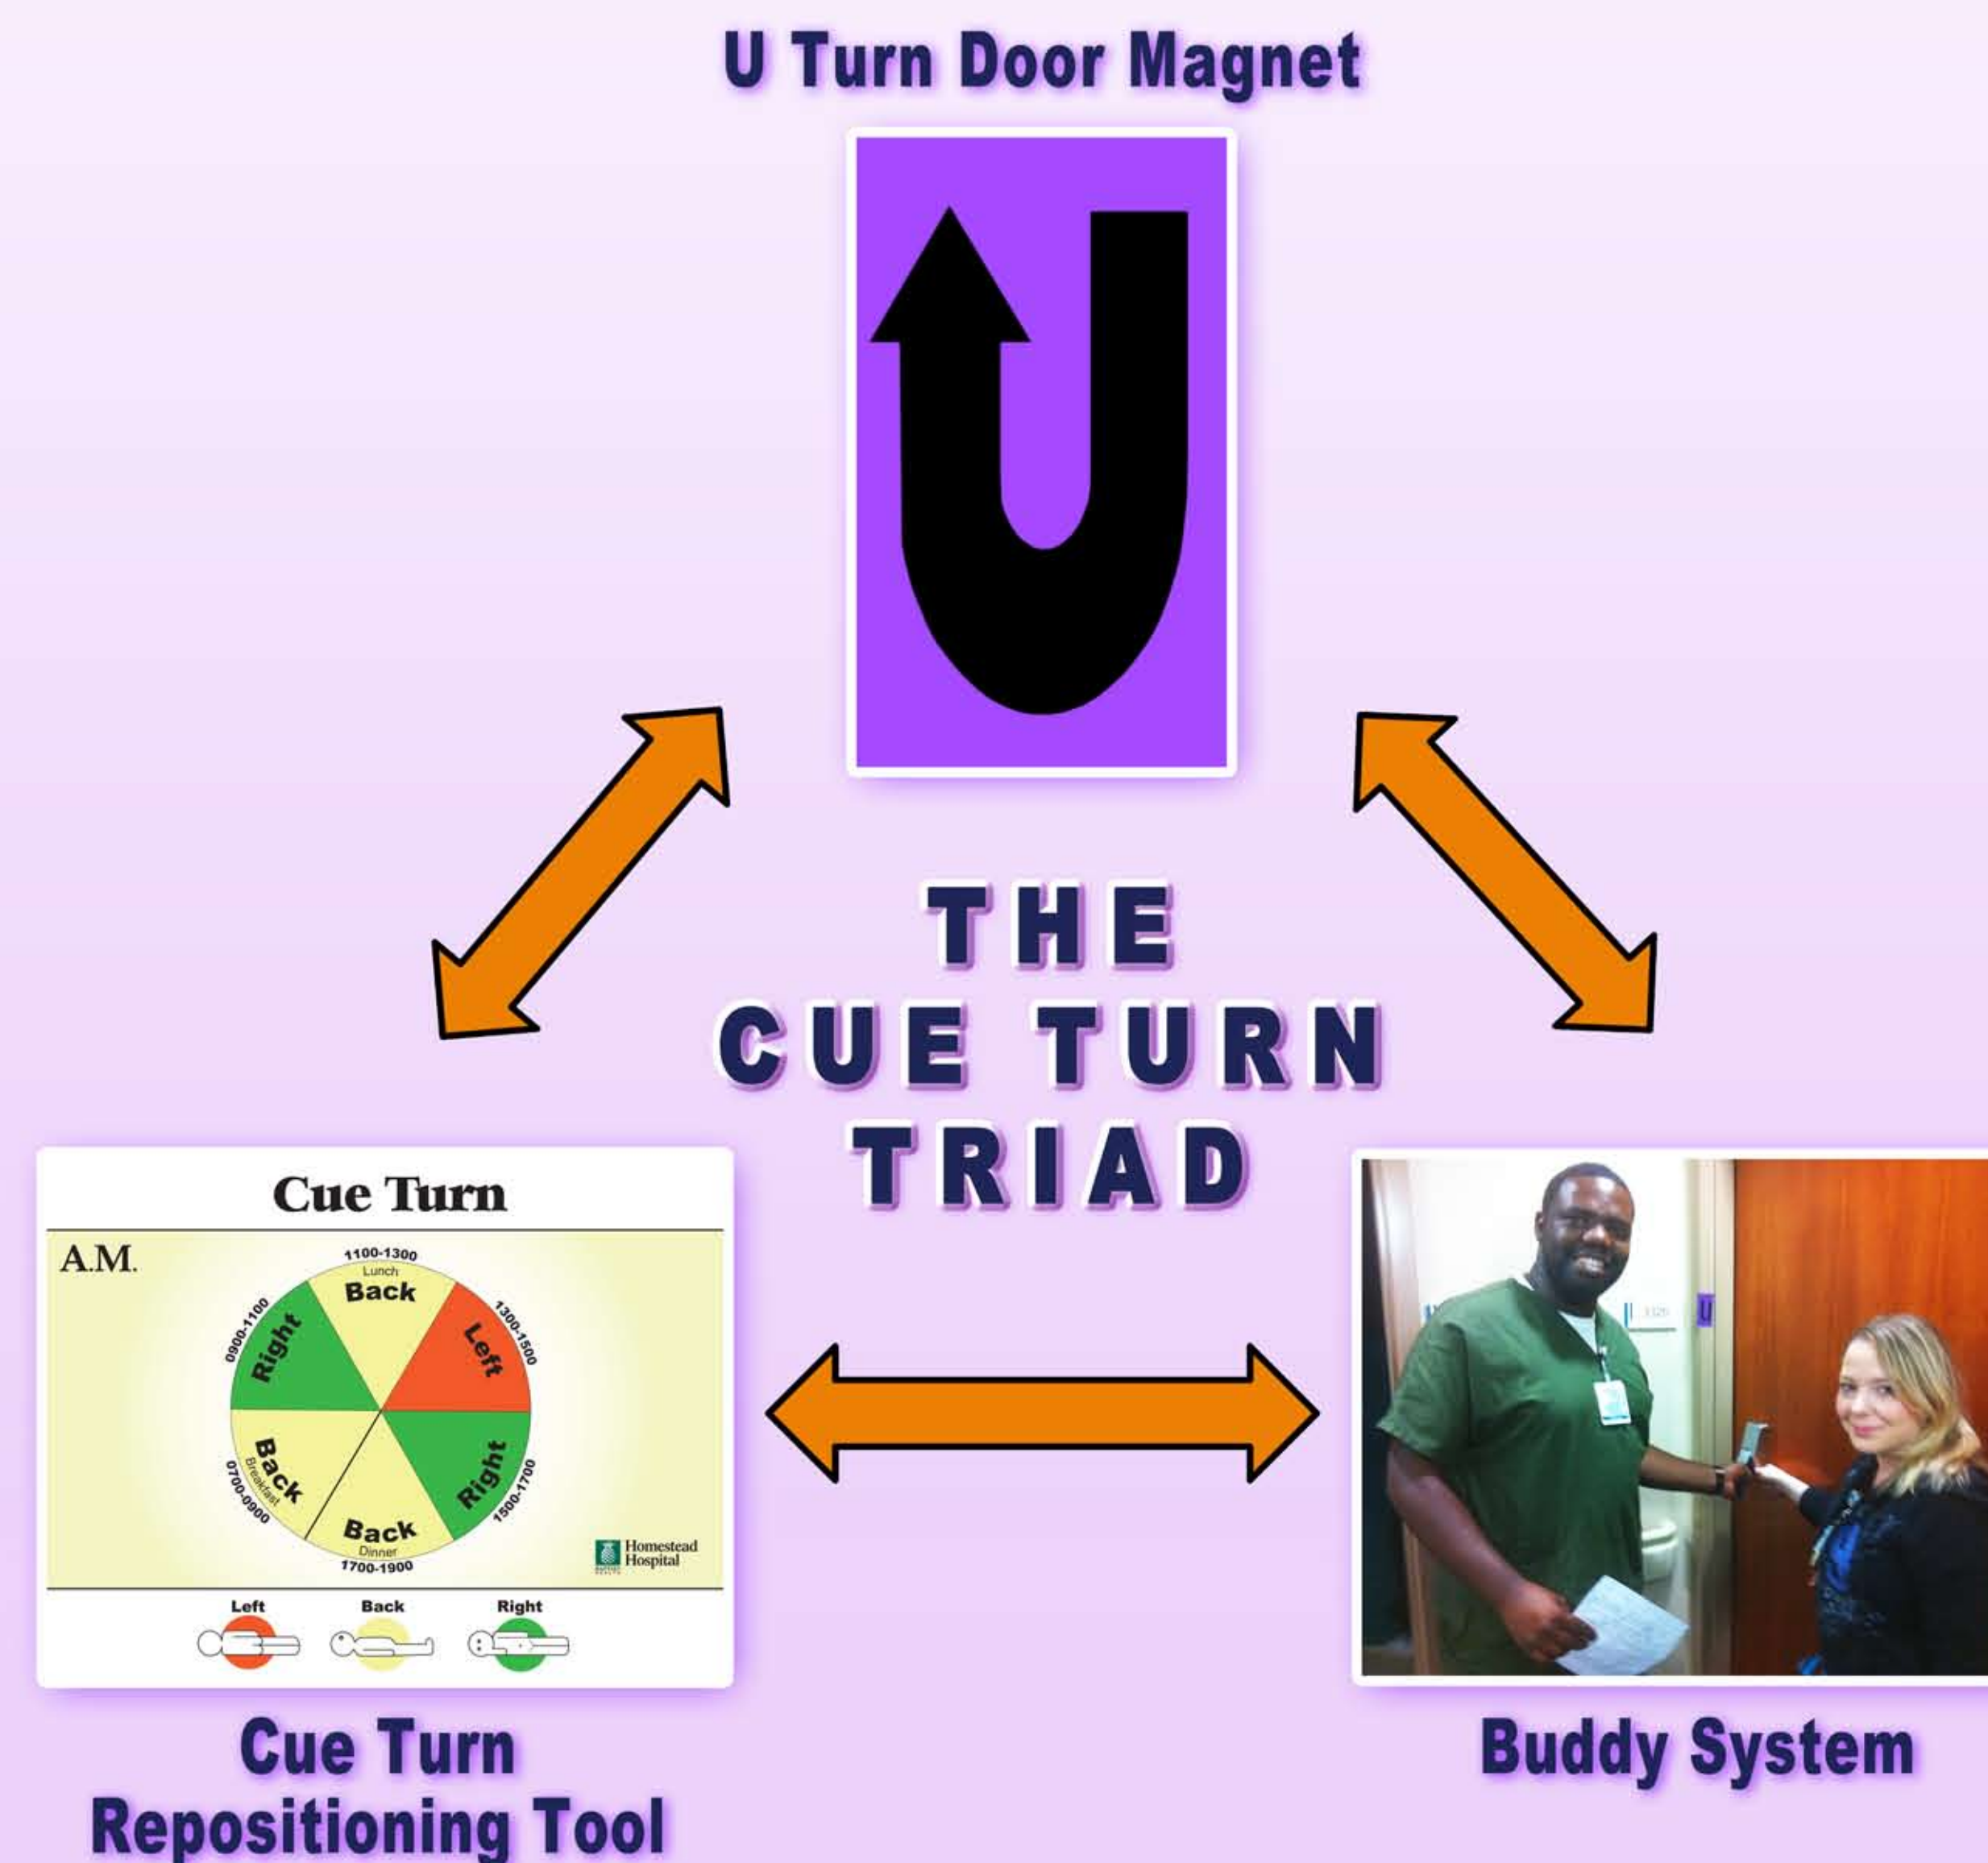 U Turn Door Magnet
THE
CUE TURN
TRIAD
Cue Turn
A.M.
1100-1300
Lunch
Back
1300-1500
Left
1500-1700
Right
Back
Dinner
1700-1900
0700-0900
Breakfast
Back
0900-1100
Right
Homestead
Hospital
Left
Back
Right
U
Cue Turn
Repositioning Tool
Buddy System